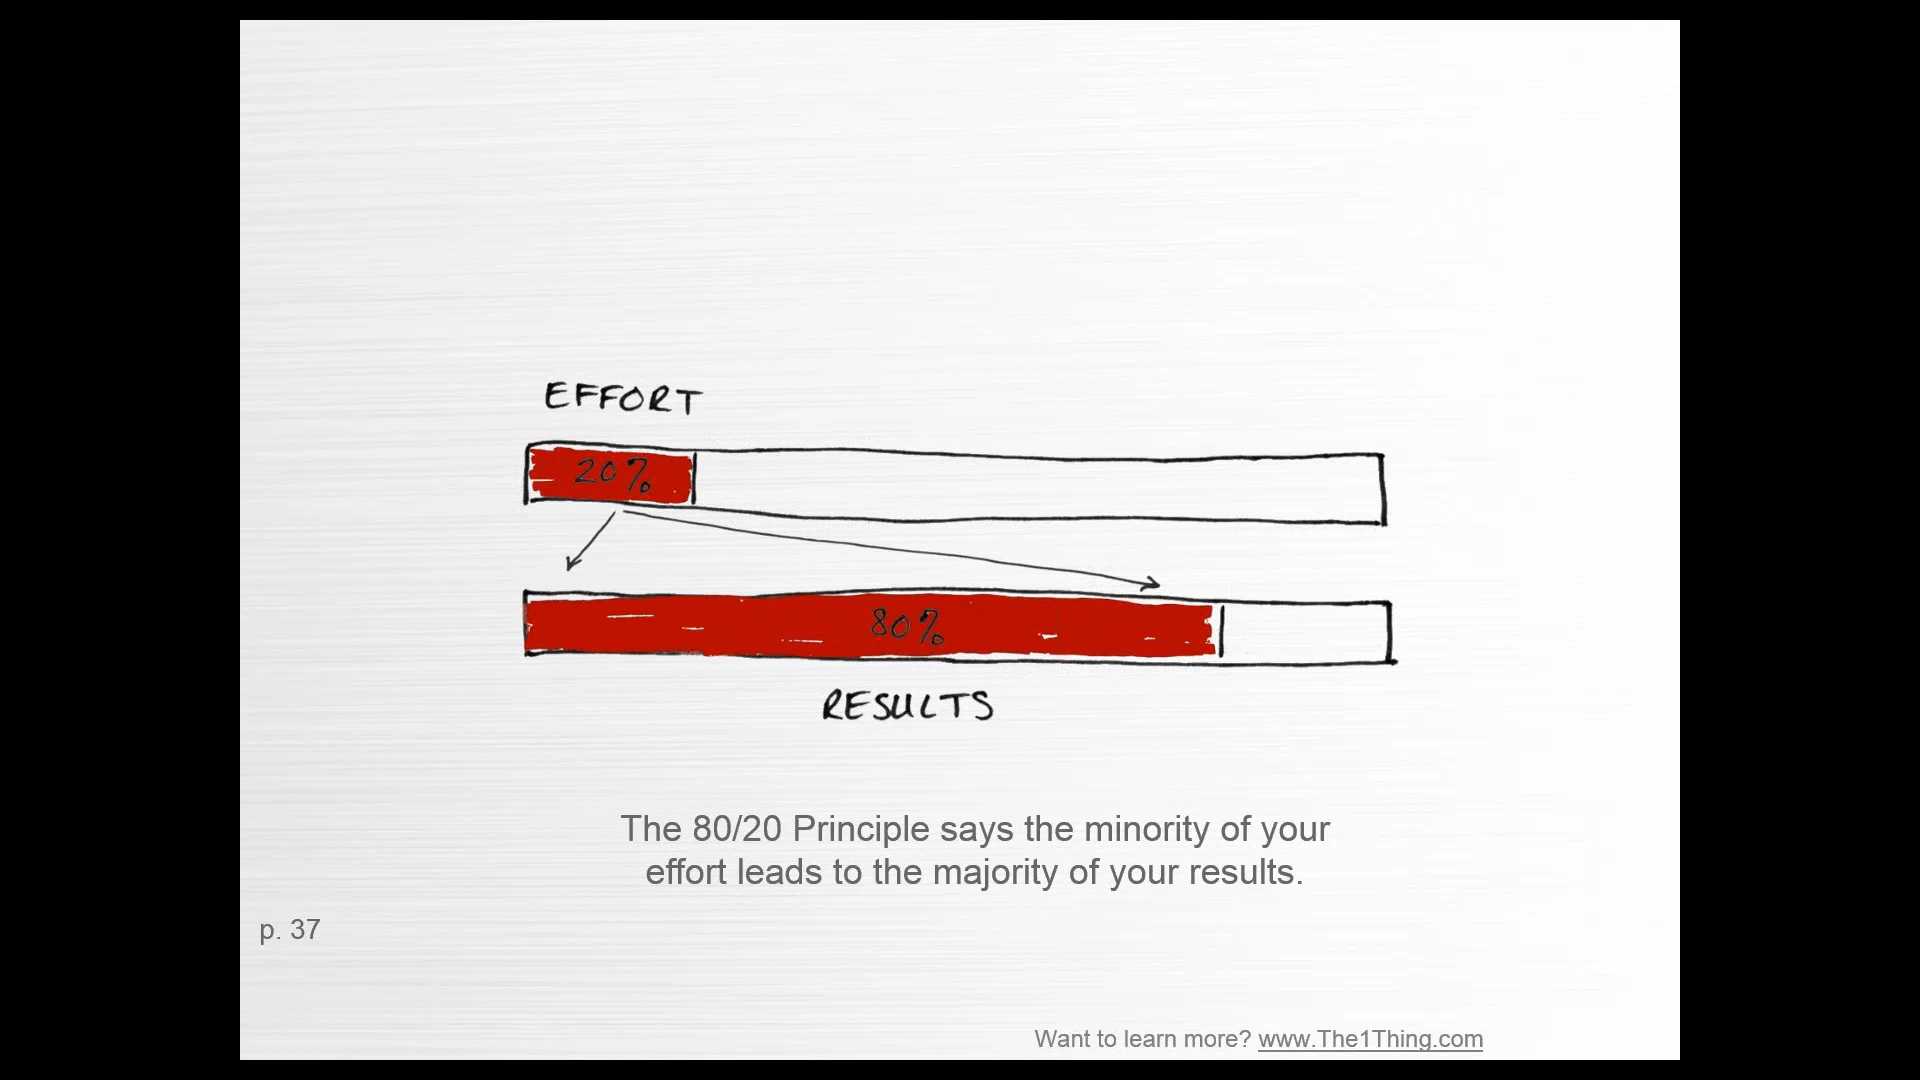 EFFORT
20%
80%
RESULTS
The 80/20 Principle says the minority of your
effort leads to the majority of your results.
p. 37
Want to learn more? www.The1Thing.com